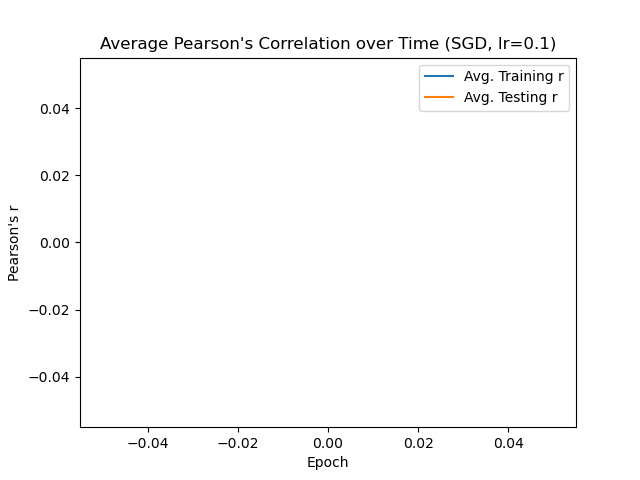 Average Pearson's Correlation over Time (SGD, lr=0.1)
Avg. Training r
Avg. Testing r
0.04
0.02
0.00
−0.02
−0.04
Pearson's r
−0.04
−0.02
0.00
0.02
0.04
Epoch